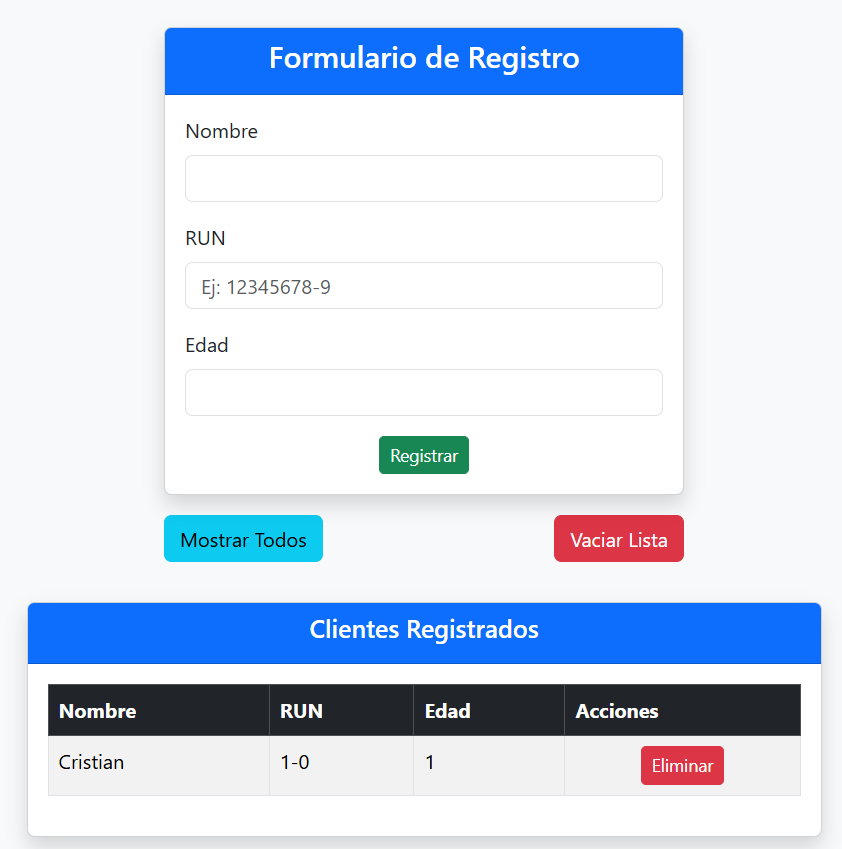 Formulario de Registro
Nombre
RUN
Ej: 12345678-9
Edad
Registrar
Mostrar Todos Vaciar Lista
Clientes Registrados
Nombre RUN Edad Acciones
Cristian 1-0 1 Eliminar